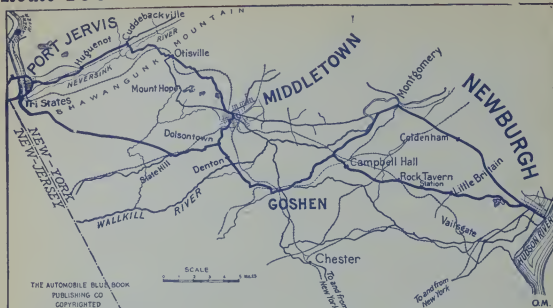 PORT JERVIS
Huguenot
Cuddebackville
NEVERSINK RIVER
SHAWANGUNK MOUNTAIN
Otisville
Tri States
Mount Hope
MIDDLETOWN
Montgomery
NEWBURGH
NEW-YORK
NEW-JERSEY
Dolsontown
Coldenham
Slate Hill
Denton
Campbell Hall
Rock Tavern
Station
Little Britain
WALLKILL RIVER
GOSHEN
Vailsgate
HUDSON RIVER
Chester
SCALE
To and from
New York
To and from
New York
THE AUTOMOBILE BLUE BOOK
PUBLISHING CO
COPYRIGHTED
O.M.